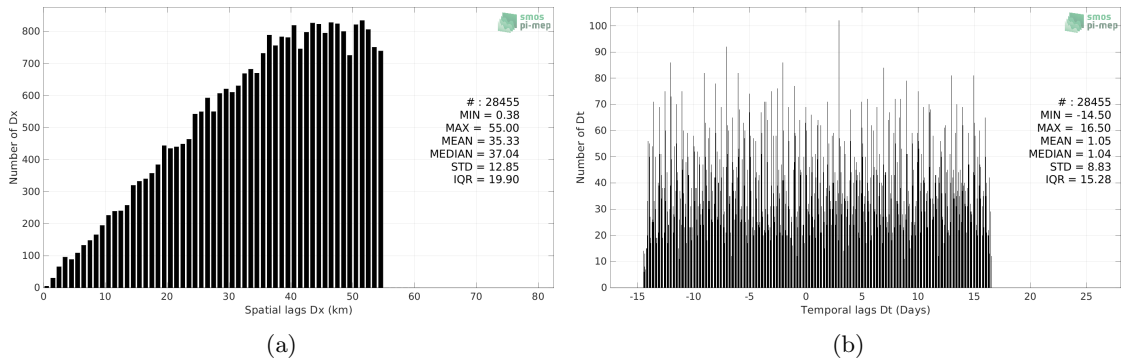 smos
pi-mep
Number of Dx
800
700
600
500
400
300
200
100
0
# : 28455
MIN = 0.38
MAX = 55.00
MEAN = 35.33
MEDIAN = 37.04
STD = 12.85
IQR = 19.90
0 10 20 30 40 50 60 70 80
Spatial lags Dx (km)
(a)
smos
pi-mep
Number of Dt
100
90
80
70
60
50
40
30
20
10
0
# : 28455
MIN = -14.50
MAX = 16.50
MEAN = 1.05
MEDIAN = 1.04
STD = 8.83
IQR = 15.28
-15 -10 -5 0 5 10 15 20 25
Temporal lags Dt (Days)
(b)